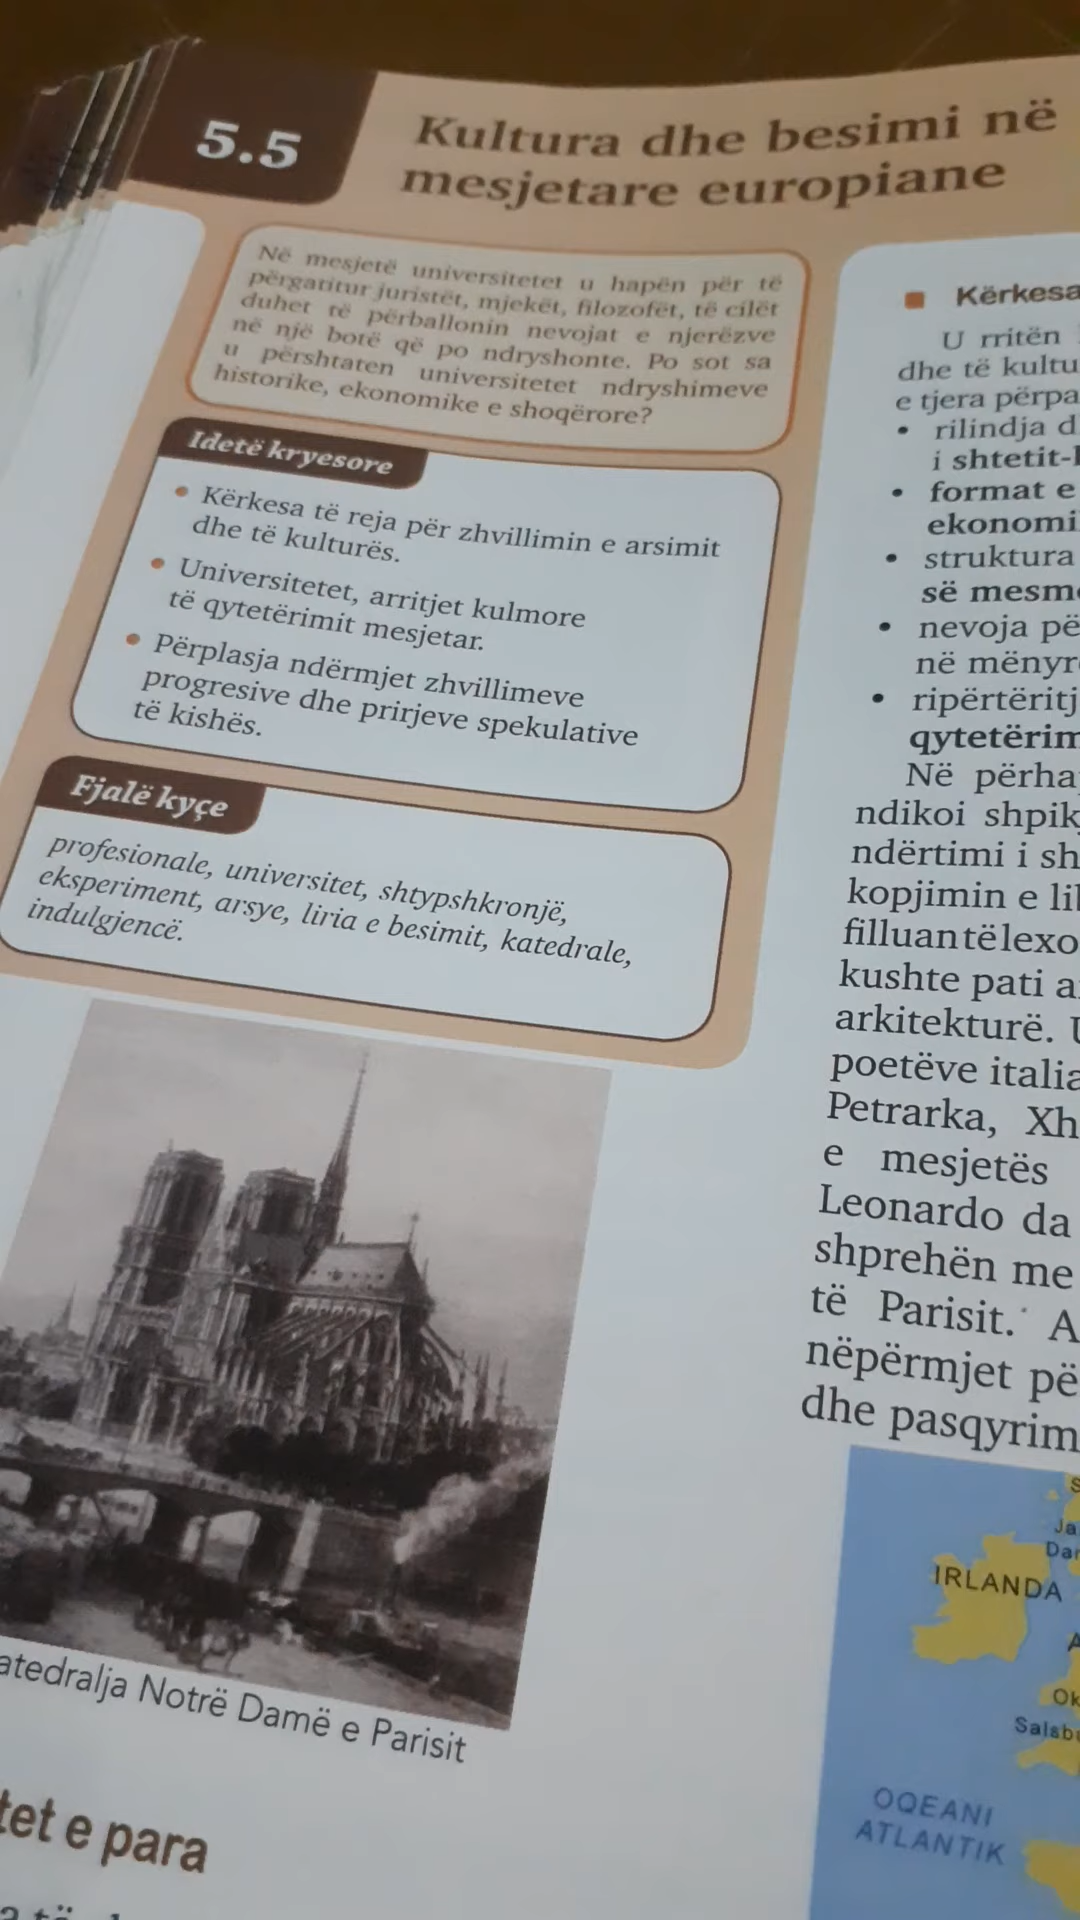 5.5
Kultura dhe besimi në
mesjetare europiane
Në mesjetë universitetet u hapën për të
përgatitur juristët, mjekët, filozofët, të cilët
duhet të përballonin nevojat e njerëzve
në një botë që po ndryshonte. Po sot sa
u përshtaten universitetet ndryshimeve
historike, ekonomike e shoqërore?
Idetë kryesore
• Kërkesa të reja për zhvillimin e arsimit
dhe të kulturës.
• Universitetet, arritjet kulmore
të qytetërimit mesjetar.
• Përplasja ndërmjet zhvillimeve
progresive dhe prirjeve spekulative
të kishës.
Fjalë kyçe
profesionale, universitet, shtypshkronjë,
eksperiment, arsye, liria e besimit, katedrale,
indulgjencë.
atedralja Notrë Damë e Parisit
tet e para
Kërkesa
U rritën
dhe të kultu
e tjera përpa
• rilindja d
i shtetit-
• format e
ekonomi
• struktura
së mesm
• nevoja pë
në mënyr
• ripërtëritj
qytetërim
Në përha
ndikoi shpik
ndërtimi i sh
kopjimin e li
filluan të lexo
kushte pati a
arkitekturë. U
poetëve italia
Petrarka, Xh
e mesjetës
Leonardo da
shprehën me
të Parisit. A
nëpërmjet pë
dhe pasqyrim
S
Ja
Dar
IRLANDA
A
Ok
Salsbu
OQEANI
ATLANTIK